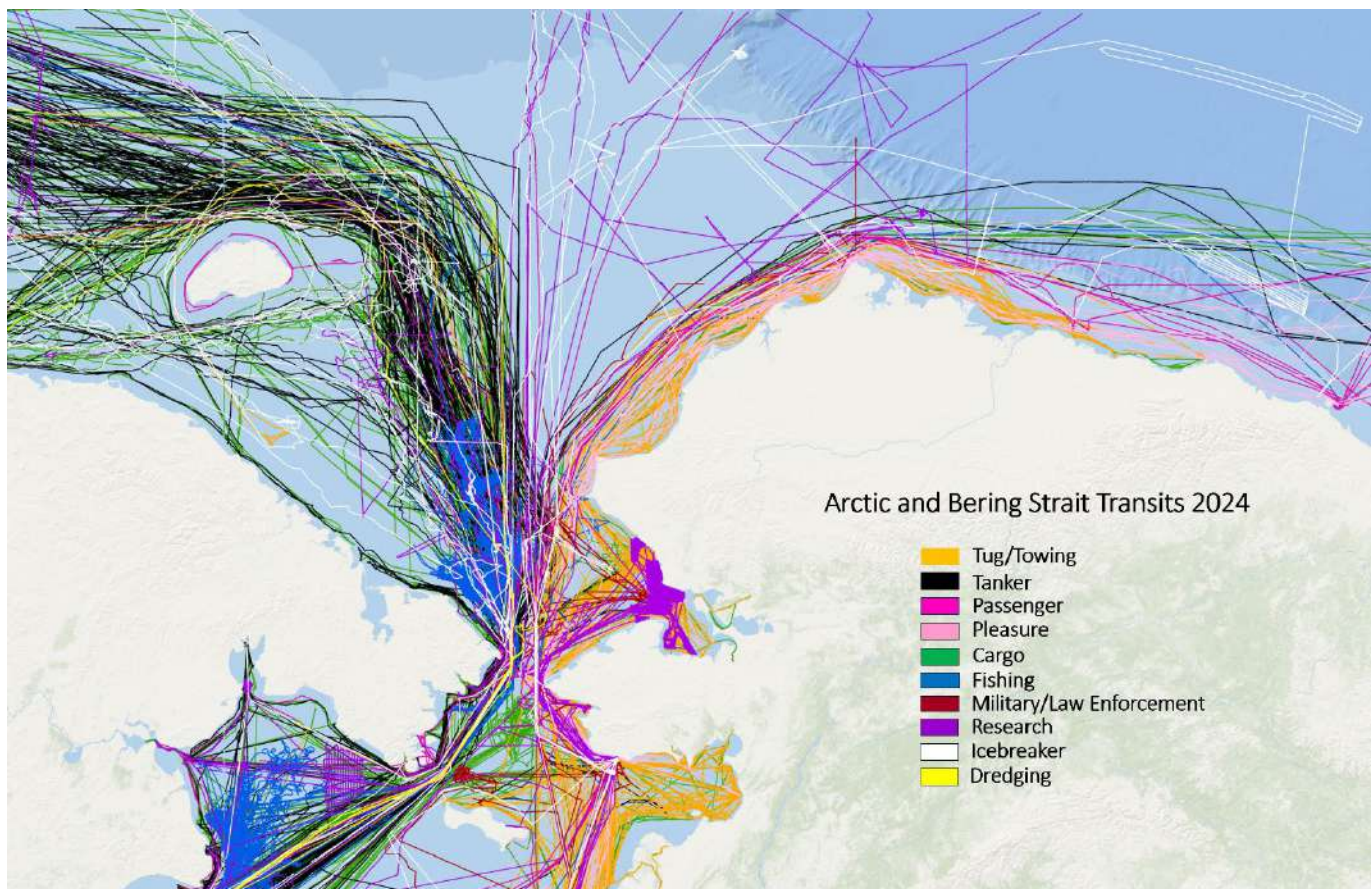 Arctic and Bering Strait Transits 2024
Tug/Towing
Tanker
Passenger
Pleasure
Cargo
Fishing
Military/Law Enforcement
Research
Icebreaker
Dredging